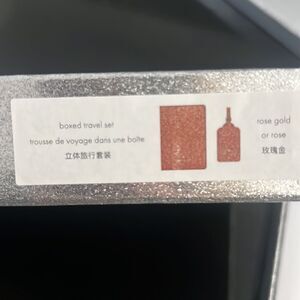 boxed travel set
trousse de voyage dans une boîte
立体旅行套装
rose gold
or rose
玫瑰金